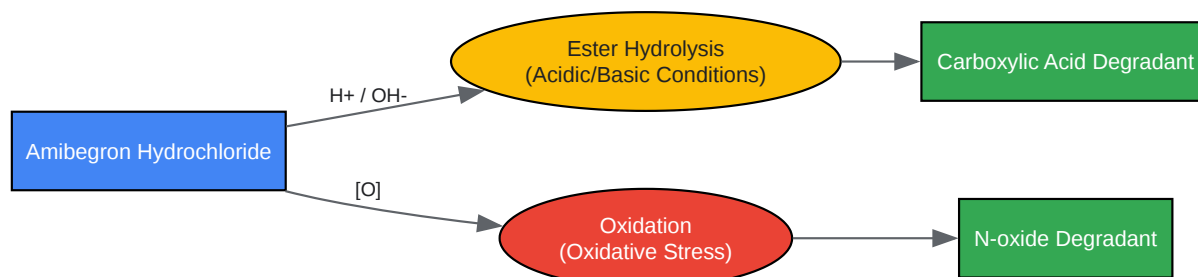 Ester Hydrolysis
(Acidic/Basic Conditions)
Carboxylic Acid Degradant
H+ / OH-
Amibegron Hydrochloride
[O]
Oxidation
(Oxidative Stress)
N-oxide Degradant